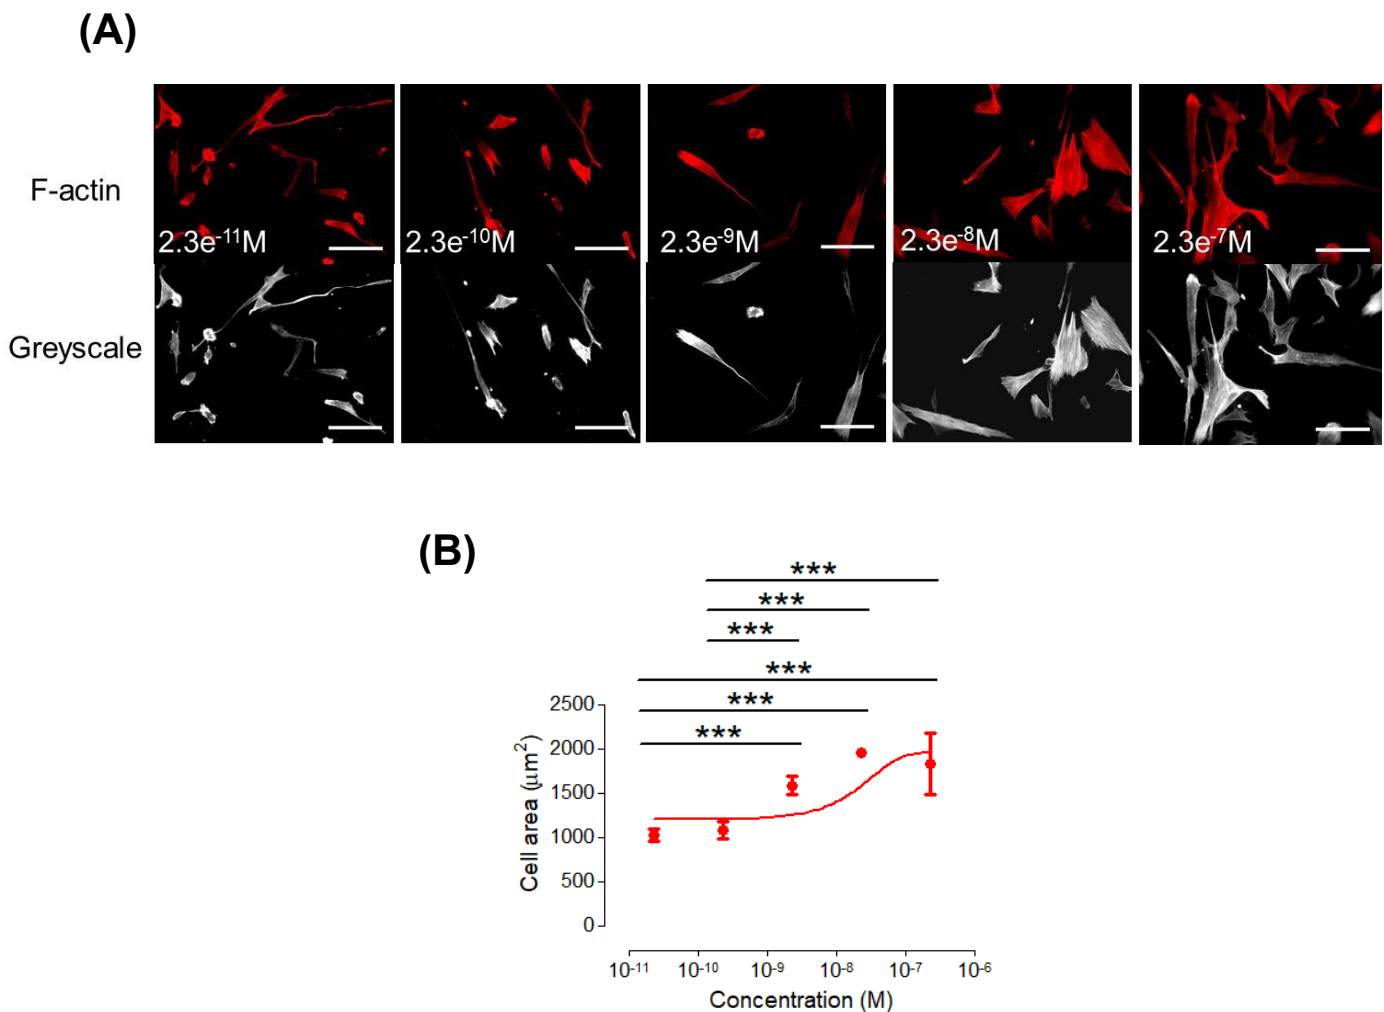 (A)
F-actin
2.3e⁻¹¹M
2.3e⁻¹⁰M
2.3e⁻⁹M
2.3e⁻⁸M
2.3e⁻⁷M
Greyscale
(B)
***
***
***
***
***
***
2500
2000
1500
1000
500
0
Cell area (μm²)
10⁻¹¹ 10⁻¹⁰ 10⁻⁹ 10⁻⁸ 10⁻⁷ 10⁻⁶
Concentration (M)